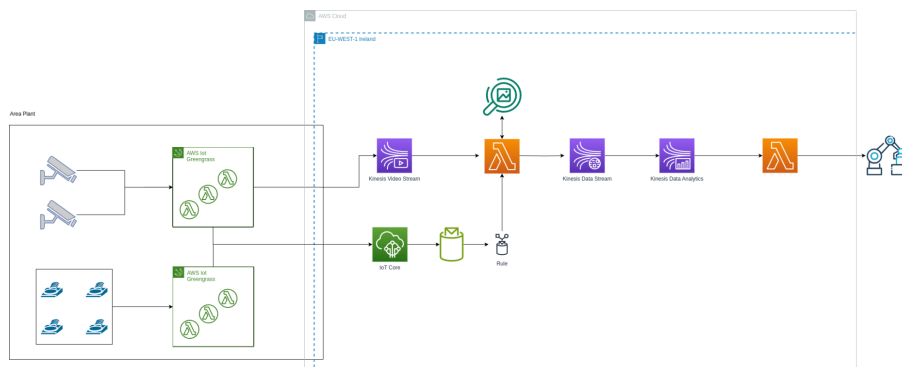 AWS Cloud
EU-WEST-1 Ireland
Area Plant
AWS Iot
Greengrass
Kinesis Video Stream
Kinesis Data Stream
Kinesis Data Analytics
IoT Core
Rule
AWS Iot
Greengrass